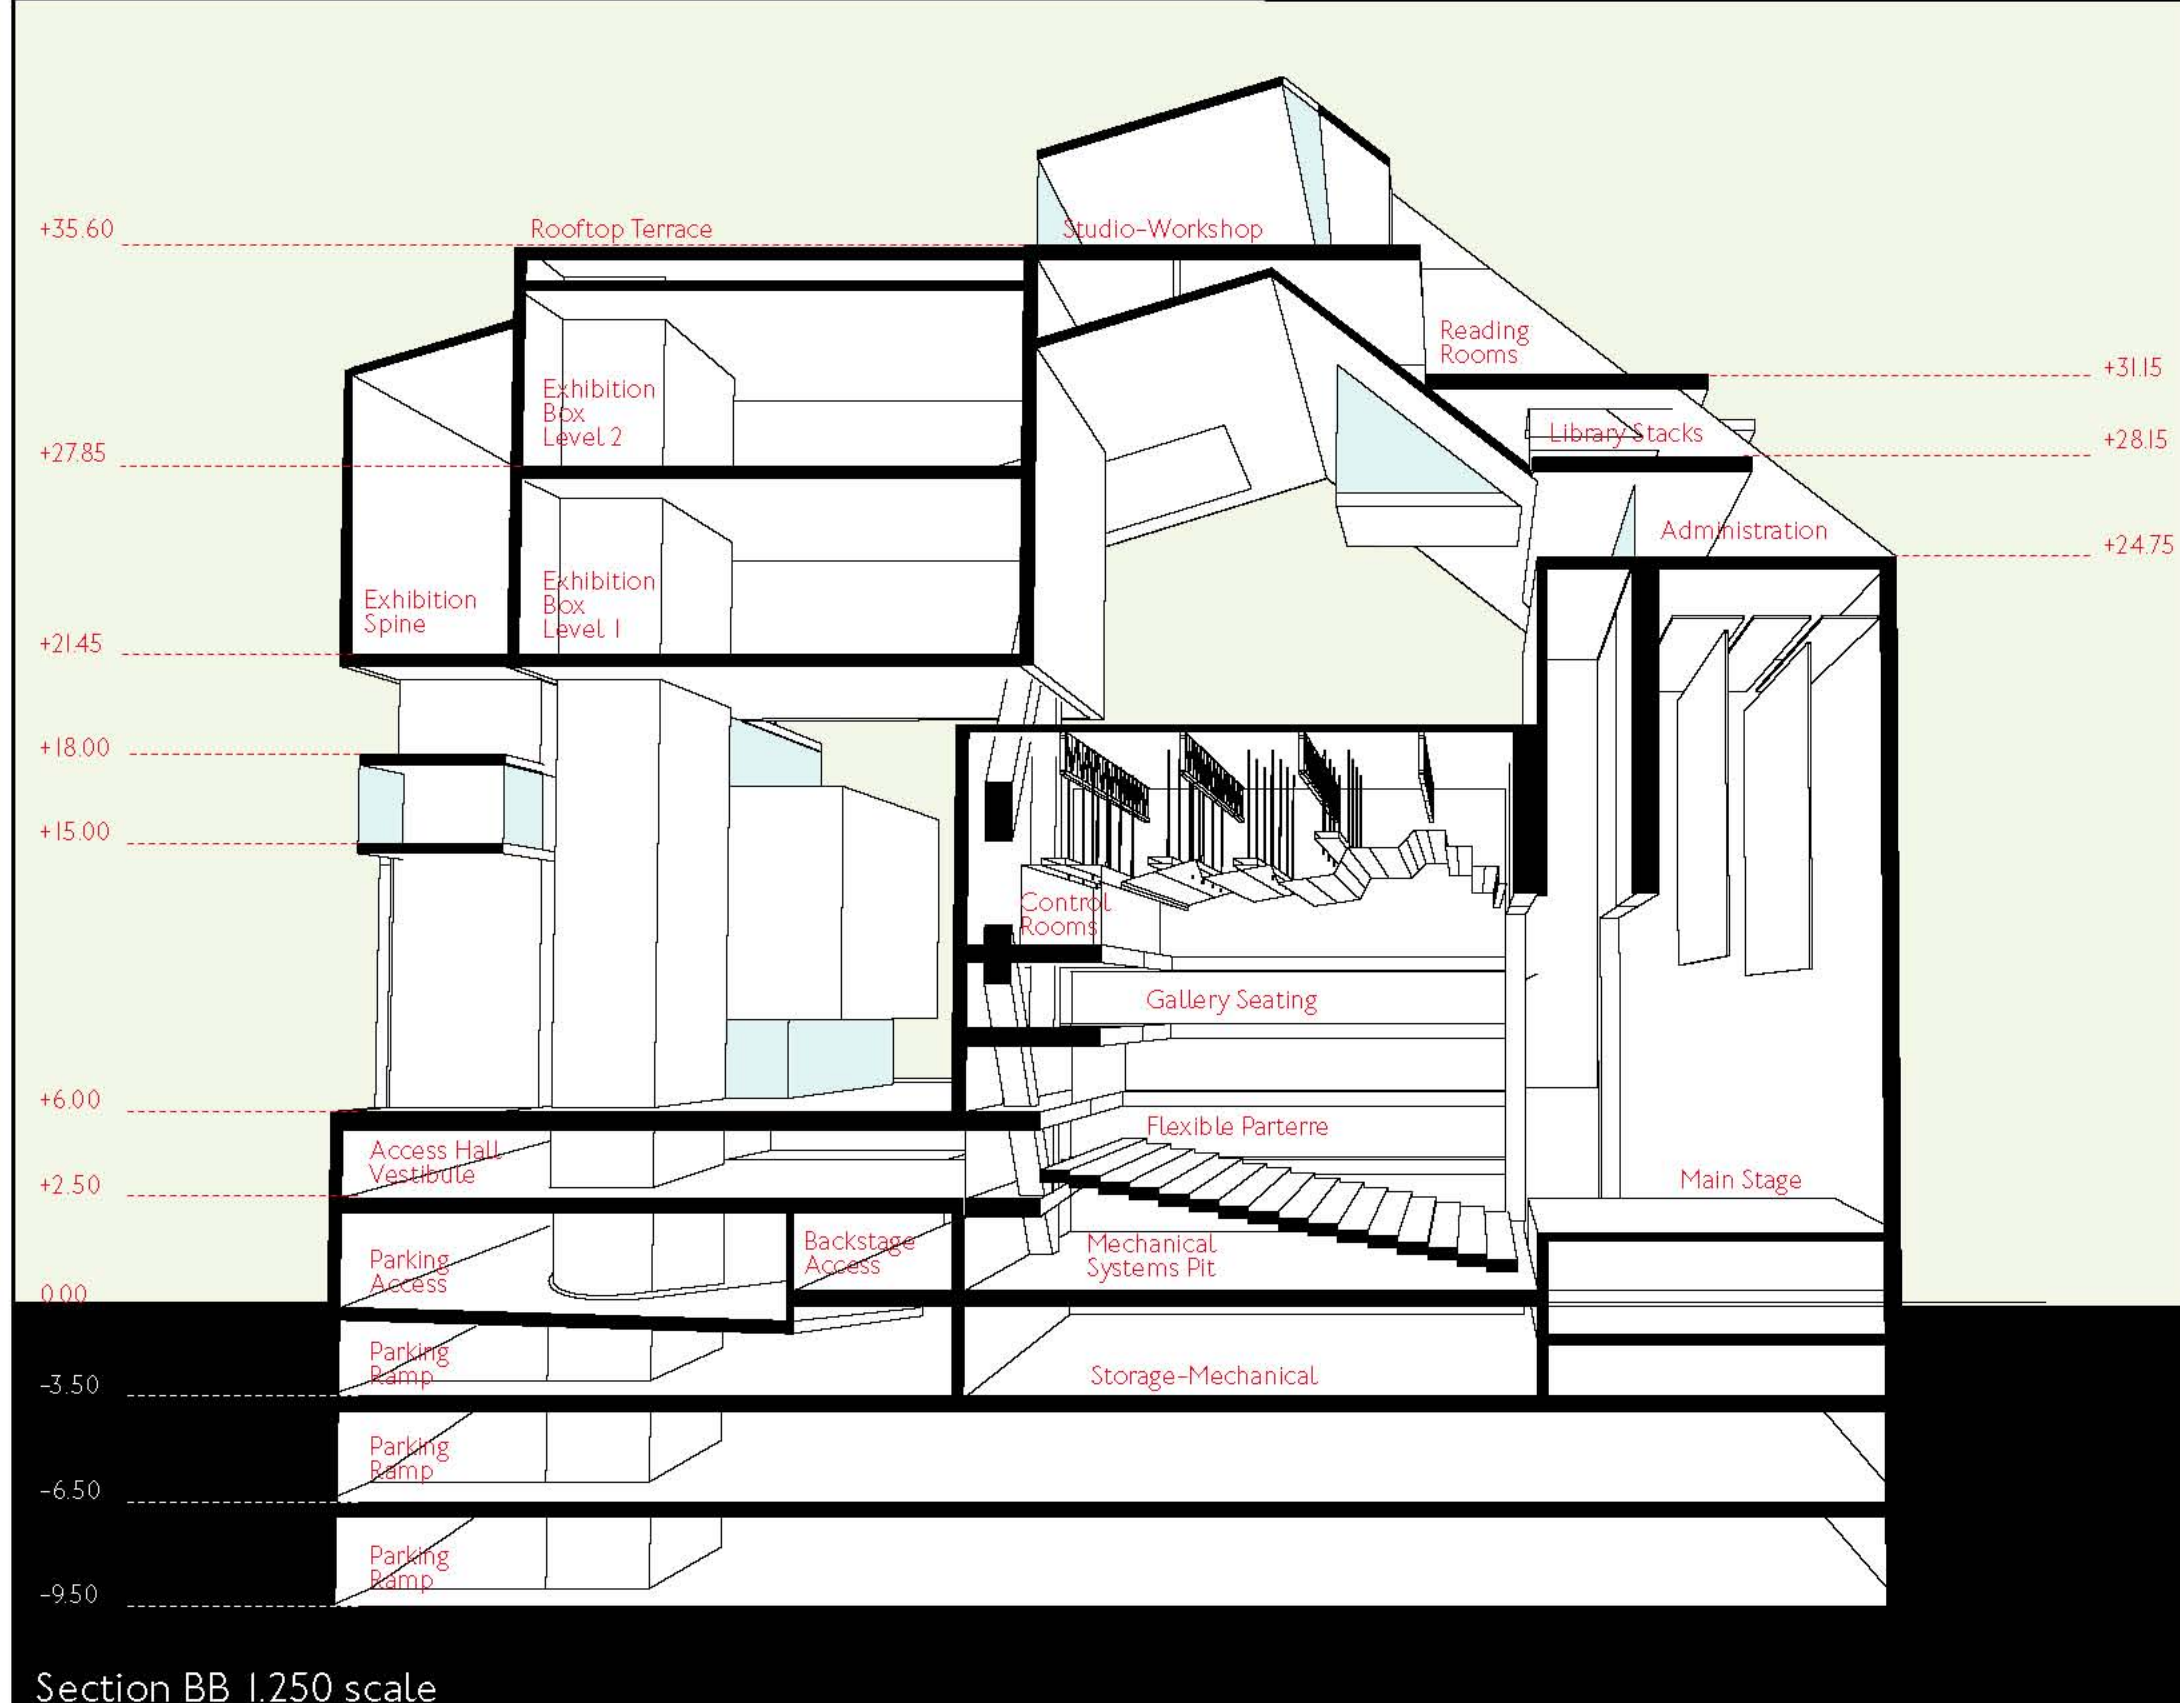 +35.60
Rooftop Terrace
Studio-Workshop
Reading
Rooms
+31.15
Exhibition
Box
Level 2
Library Stacks
+28.15
+27.85
Administration
+24.75
Exhibition
Spine
Exhibition
Box
Level 1
+21.45
+18.00
+15.00
Control
Rooms
Gallery Seating
+6.00
Flexible Parterre
Access Hall
Vestibule
Main Stage
+2.50
Parking
Access
Backstage
Access
Mechanical
Systems Pit
0.00
Parking
Ramp
-3.50
Storage-Mechanical
Parking
Ramp
-6.50
Parking
Ramp
-9.50
Section BB 1.250 scale